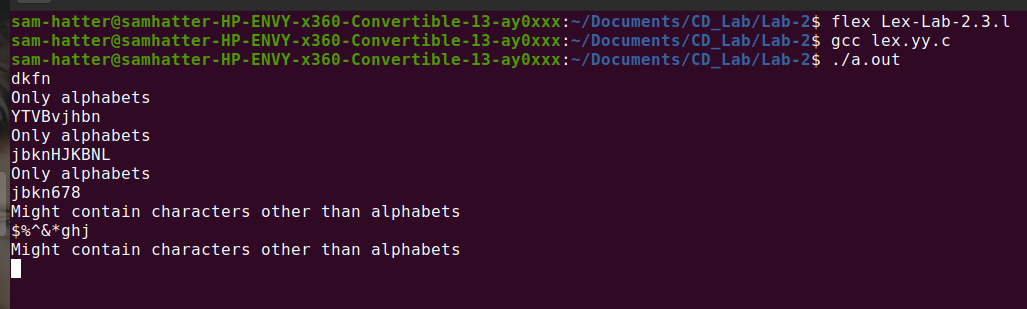 sam-hatter@samhatter-HP-ENVY-x360-Convertible-13-ay0xxx:~/Documents/CD_Lab/Lab-2$ flex Lex-Lab-2.3.l
sam-hatter@samhatter-HP-ENVY-x360-Convertible-13-ay0xxx:~/Documents/CD_Lab/Lab-2$ gcc lex.yy.c
sam-hatter@samhatter-HP-ENVY-x360-Convertible-13-ay0xxx:~/Documents/CD_Lab/Lab-2$ ./a.out
dkfn
Only alphabets
YTVBvjhbn
Only alphabets
jbknHJKBNL
Only alphabets
jbkn678
Might contain characters other than alphabets
$%^&*ghj
Might contain characters other than alphabets